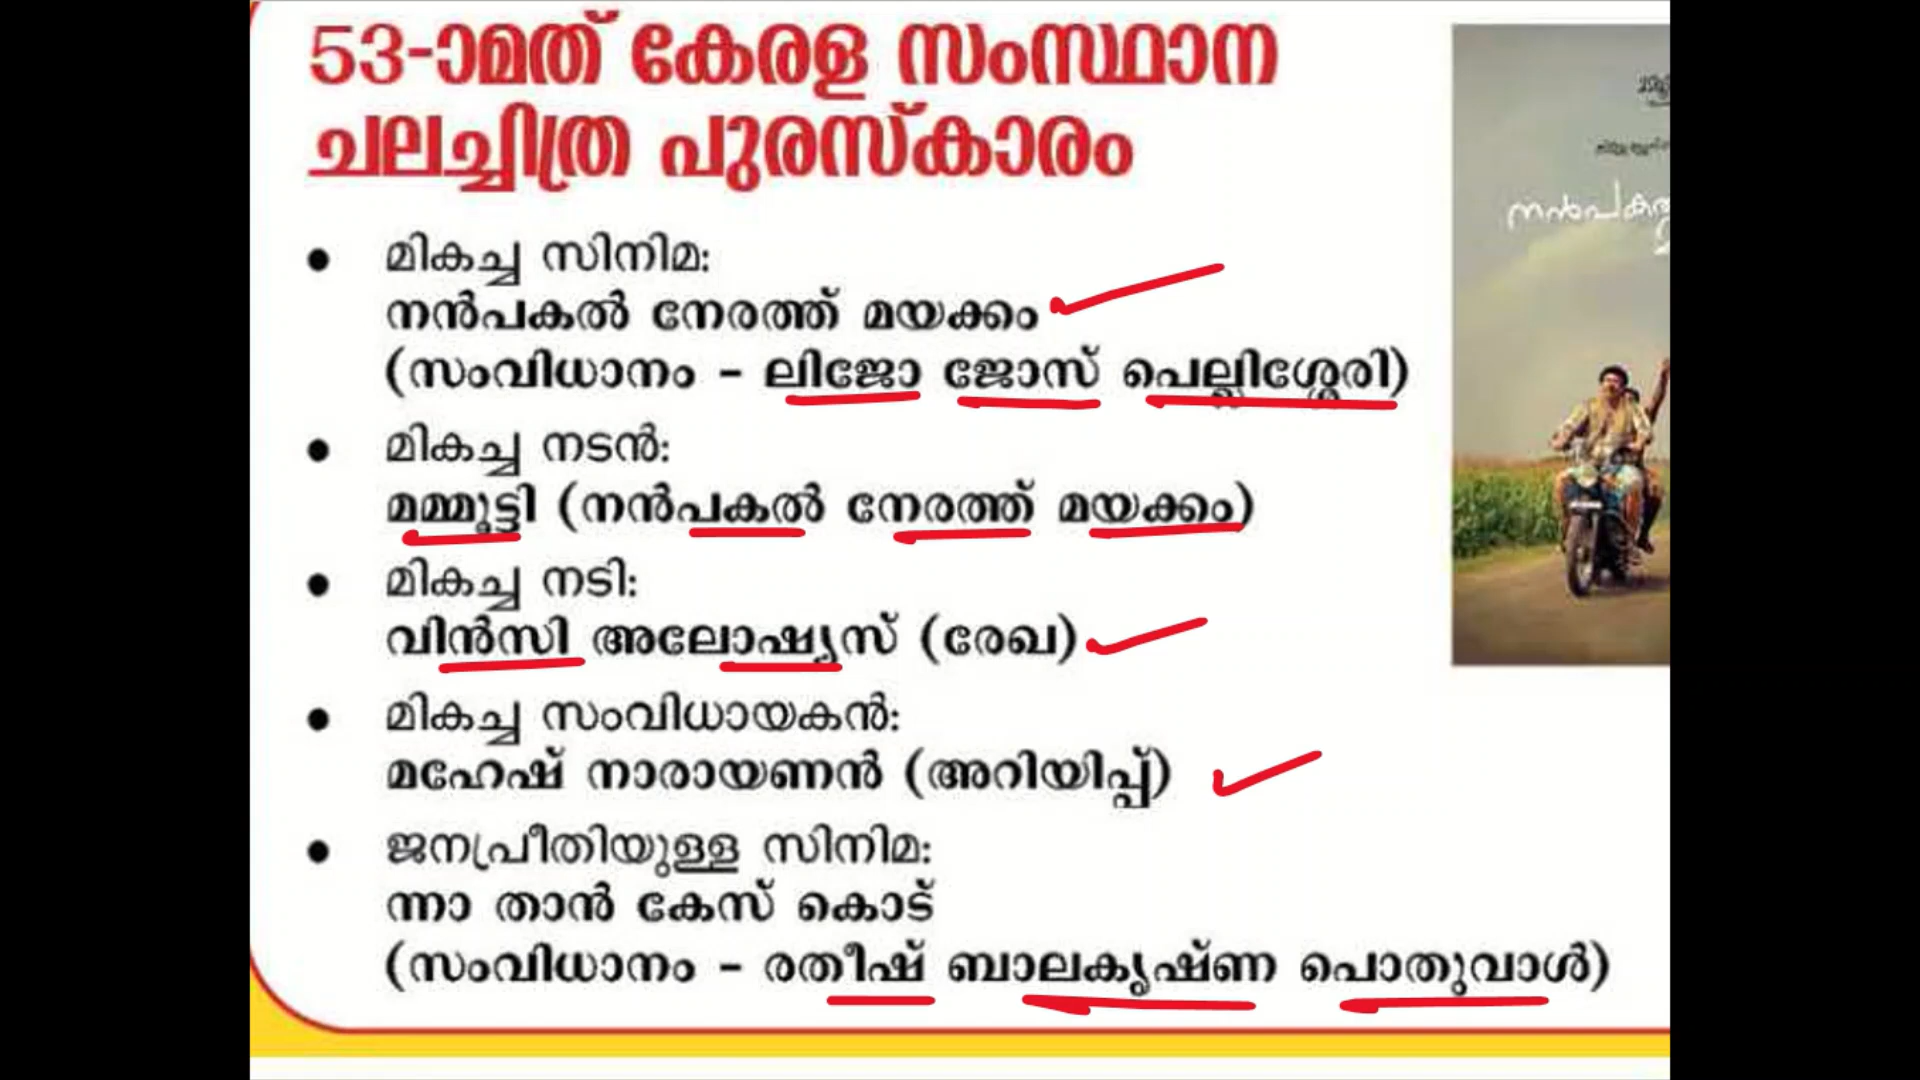 53-ാമത് കേരള സംസ്ഥാന
ചലച്ചിത്ര പുരസ്കാരം
• മികച്ച സിനിമ:
നൻപകൽ നേരത്ത് മയക്കം
(സംവിധാനം - ലിജോ ജോസ് പെല്ലിശ്ശേരി)
• മികച്ച നടൻ:
മമ്മൂട്ടി (നൻപകൽ നേരത്ത് മയക്കം)
• മികച്ച നടി:
വിൻസി അലോഷ്യസ് (രേഖ)
• മികച്ച സംവിധായകൻ:
മഹേഷ് നാരായണൻ (അറിയിപ്പ്)
• ജനപ്രീതിയുള്ള സിനിമ:
ന്നാ താൻ കേസ് കൊട്
(സംവിധാനം - രതീഷ് ബാലകൃഷ്ണ പൊതുവാൾ)